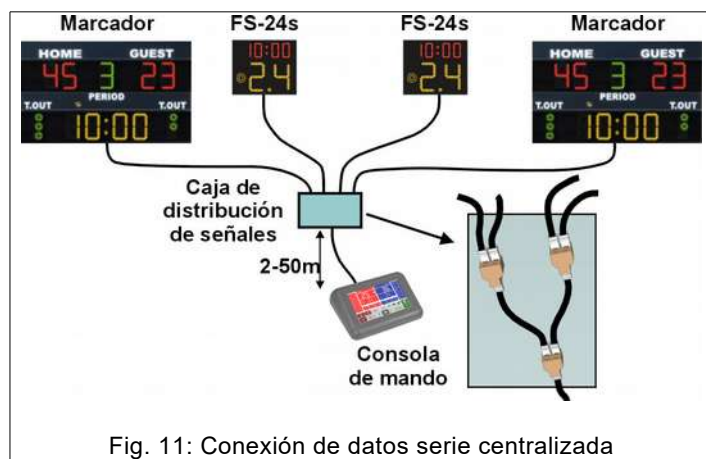 Marcador FS-24s FS-24s Marcador
HOME GUEST
45 3 23
PERIOD
T.OUT T.OUT
10:00
10:00
2.4
10:00
2.4
HOME GUEST
45 3 23
PERIOD
T.OUT T.OUT
10:00
Caja de
distribución
de señales
2-50m
Consola
de mando
Fig. 11: Conexión de datos serie centralizada